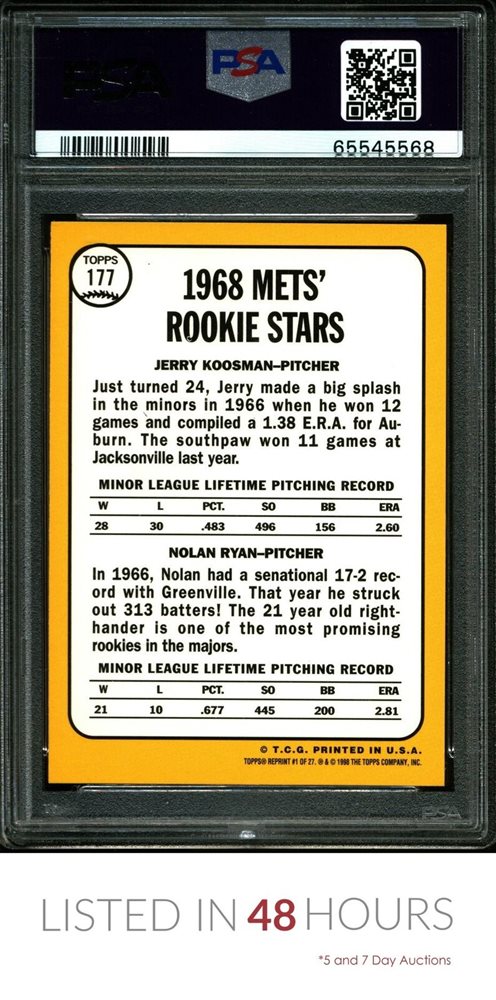 PSA
PSA
65545568
TOPPS
177
1968 METS'
ROOKIE STARS
JERRY KOOSMAN–PITCHER
Just turned 24, Jerry made a big splash
in the minors in 1966 when he won 12
games and compiled a 1.38 E.R.A. for Au-
burn. The southpaw won 11 games at
Jacksonville last year.
MINOR LEAGUE LIFETIME PITCHING RECORD
W L PCT. SO BB ERA
28 30 .483 496 156 2.60
NOLAN RYAN–PITCHER
In 1966, Nolan had a senational 17-2 rec-
ord with Greenville. That year he struck
out 313 batters! The 21 year old right-
hander is one of the most promising
rookies in the majors.
MINOR LEAGUE LIFETIME PITCHING RECORD
W L PCT. SO BB ERA
21 10 .677 445 200 2.81
© T.C.G. PRINTED IN U.S.A.
TOPPS® REPRINT #1 OF 27. ® & © 1998 THE TOPPS COMPANY, INC.
PSA
LISTED IN 48 HOURS
*5 and 7 Day Auctions